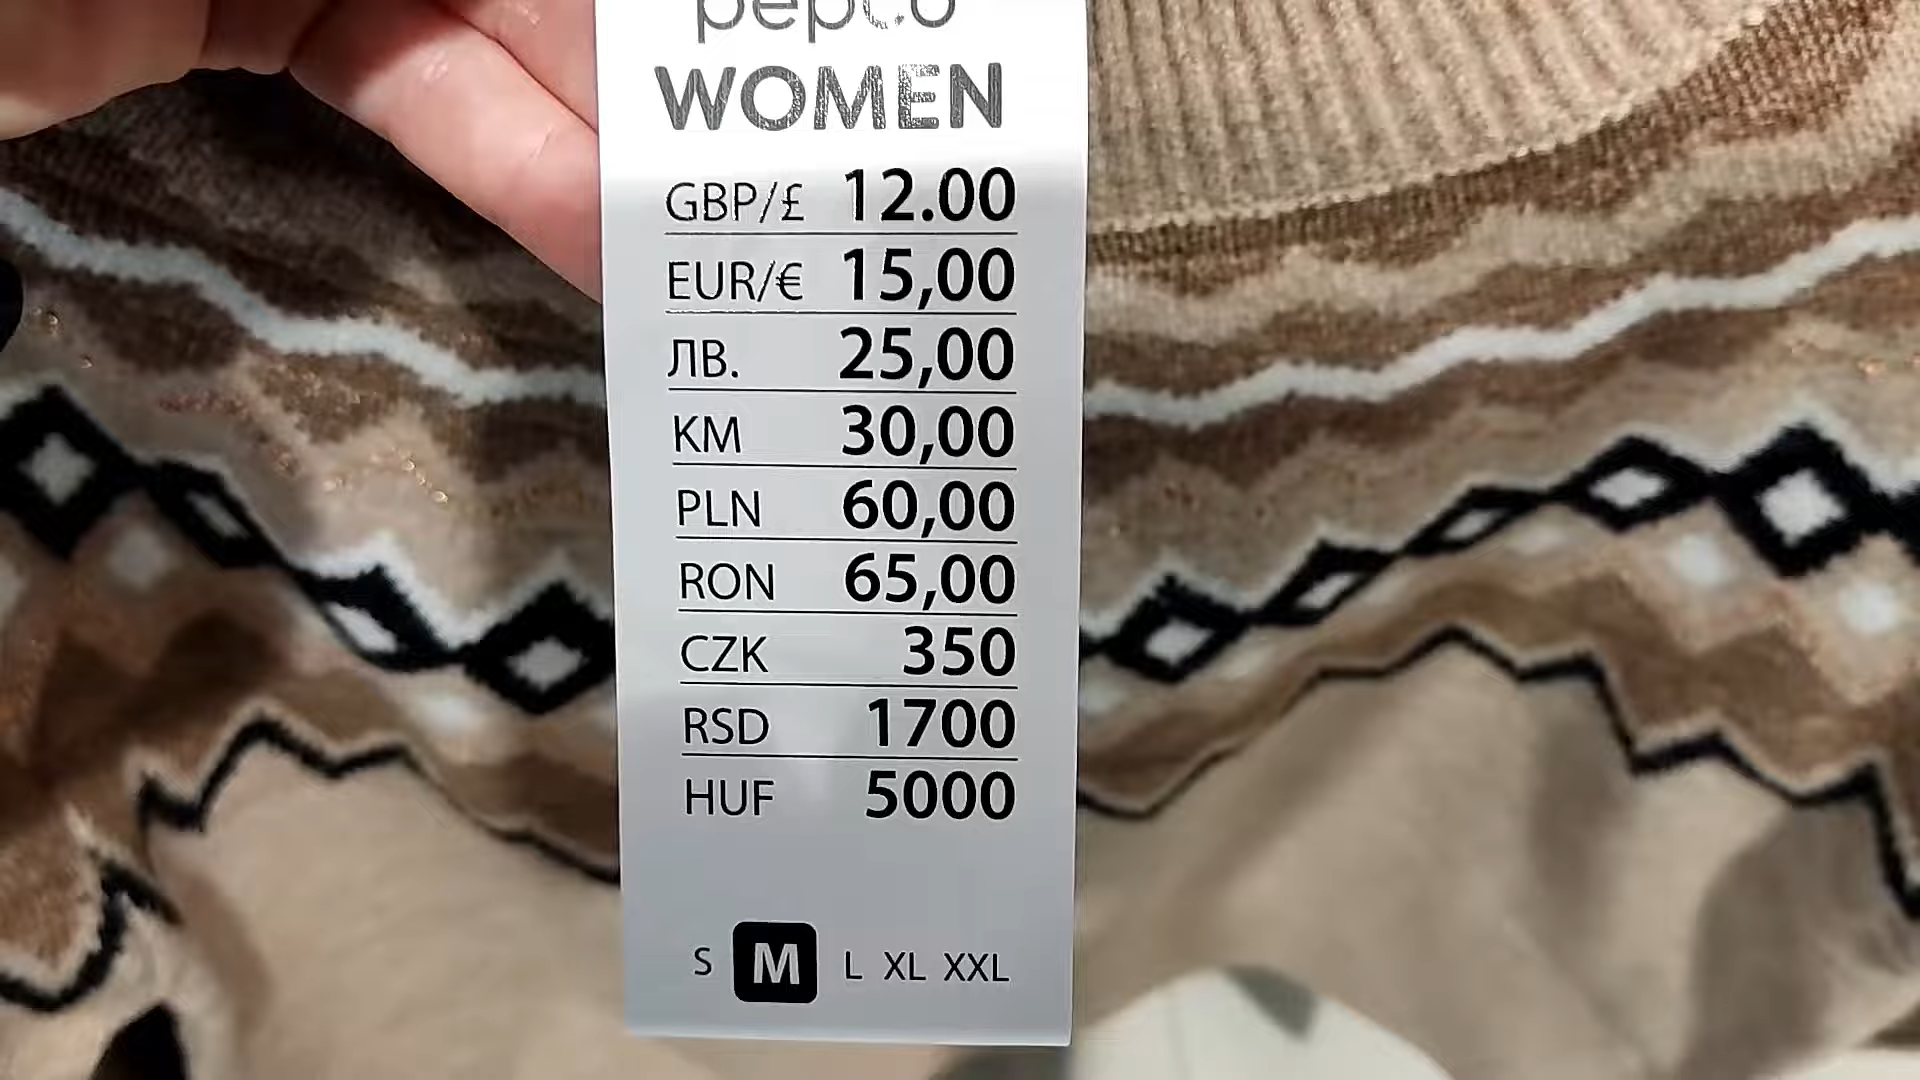 pepco
WOMEN
GBP/£ 12.00
EUR/€ 15,00
ЛВ. 25,00
KM 30,00
PLN 60,00
RON 65,00
CZK 350
RSD 1700
HUF 5000
S M L XL XXL